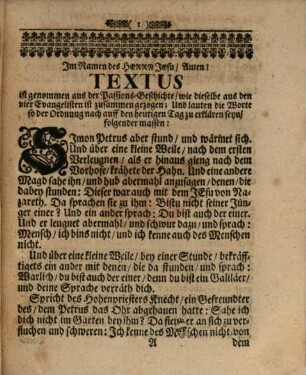 1
Im Namen des HERRN Jesu/ Amen!
TEXTUS
ist genommen aus der Passions-Geschichte/ wie dieselbe aus den
vier Evangelisten ist zusammen gezogen: Und lauten die Worte
so der Ordnung nach auff den heutigen Tag zu erklären seyn/
folgender massen:
Simon Petrus aber stund/ und wärmet sich.
Und über eine kleine Weile/ nach dem ersten
Verleugnen/ als er hinaus gieng nach dem
Vorhofe/ krähete der Hahn. Und eine andere
Magd sahe ihn/ und hub abermahl anzusagen/ denen/ die
dabey stunden: Dieser war auch mit dem JEsu von Na-
zareth. Da sprachen sie zu ihm: Bistu nicht seiner Jün-
ger einer? Und ein ander sprach: Du bist auch der einer.
Und er leugnet abermahl/ und schwur dazu/ und sprach:
Mensch/ ich bins nicht/ und ich kenne auch des Menschen
nicht.
Und über eine kleine Weile/ bey einer Stunde/ bekräff-
tigets ein ander mit denen/ die da stunden/ und sprach:
Warlich/ du bist auch der einer/ denn du bist ein Galiläer/
und deine Sprache verräth dich.
Spricht des Hohenpriesters Knecht/ ein Gefreundter
des/ dem Petrus das Ohr abgehauen hatte: Sahe ich
dich nicht im Garten bey ihm? Da fieng er an sich zu ver-
fluchen und schweren: Ich kenne des Menschen nicht/ von
A dem